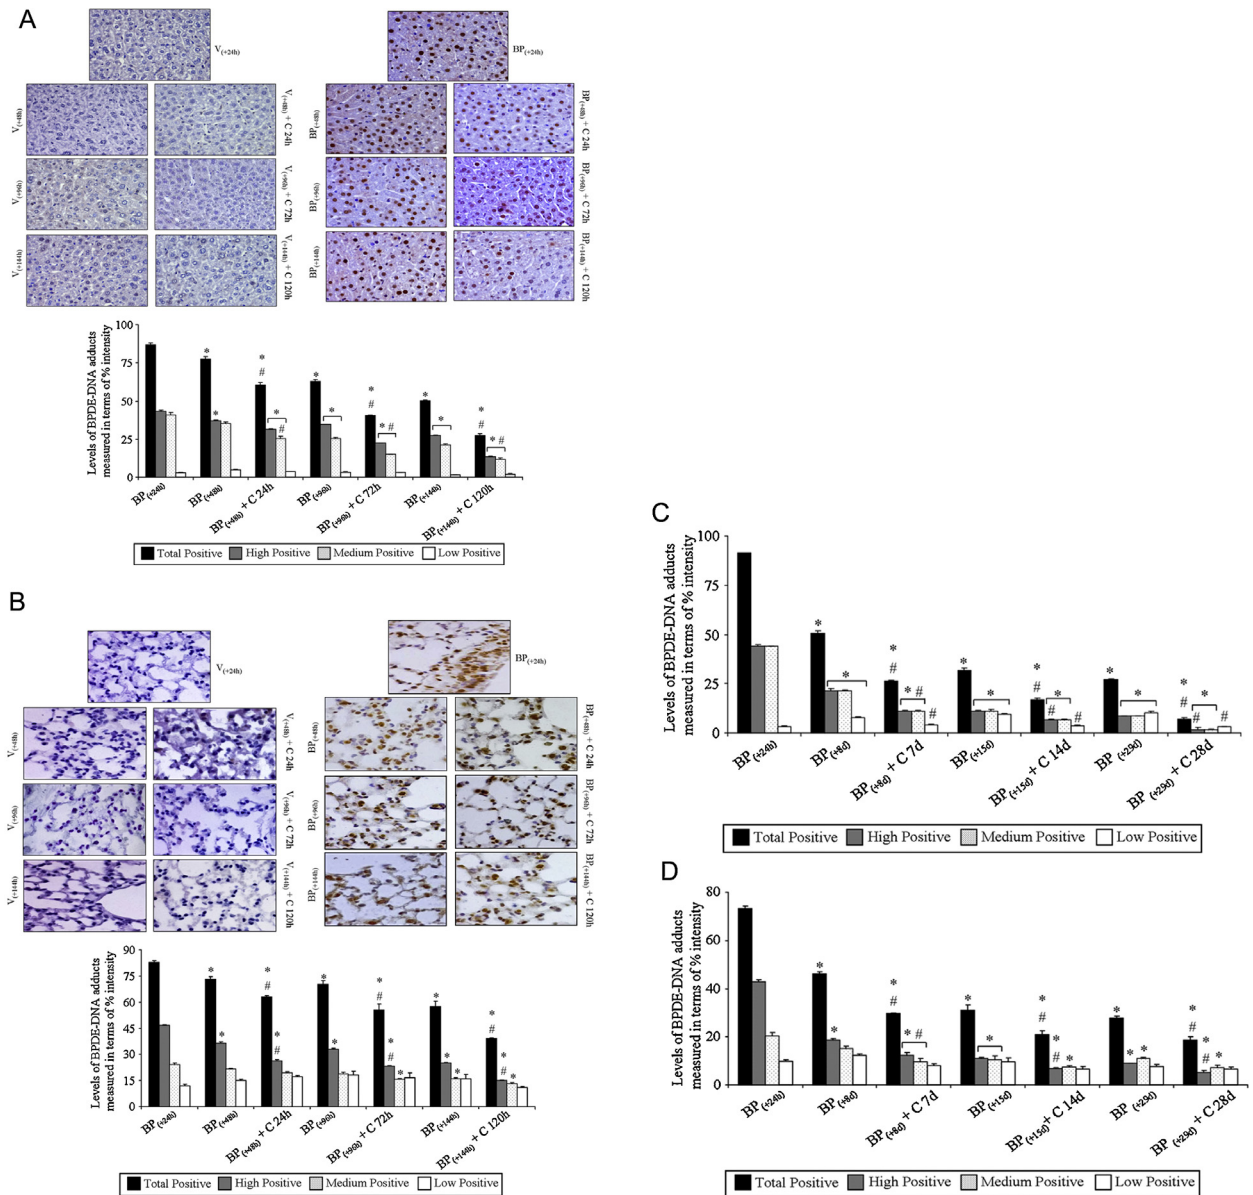 A
V(+24h)
BP(+24h)
V(+48h)
V(+48h) + C 24h
BP(+48h)
BP(+48h) + C 24h
V(+96h)
V(+96h) + C 72h
BP(+96h)
BP(+96h) + C 72h
V(+144h)
V(+144h) + C 120h
BP(+144h)
BP(+144h) + C 120h
Levels of BPDE-DNA adducts
measured in terms of % intensity
100
75
50
25
0
* * * # * # * * * # * # * * * # * #
BP(+24h) BP(+48h) BP(+48h) + C 24h BP(+96h) BP(+96h) + C 72h BP(+144h) BP(+144h) + C 120h
Total Positive High Positive Medium Positive Low Positive
B
V(+24h)
BP(+24h)
V(+48h)
V(+48h) + C 24h
BP(+48h)
BP(+48h) + C 24h
V(+96h)
V(+96h) + C 72h
BP(+96h)
BP(+96h) + C 72h
V(+144h)
V(+144h) + C 120h
BP(+144h)
BP(+144h) + C 120h
Levels of BPDE-DNA adducts
measured in terms of % intensity
90
75
60
45
30
15
0
* * * # * # * * * # * # * * * * * # * # *
BP(+24h) BP(+48h) BP(+48h) + C 24h BP(+96h) BP(+96h) + C 72h BP(+144h) BP(+144h) + C 120h
Total Positive High Positive Medium Positive Low Positive
C
Levels of BPDE-DNA adducts
measured in terms of % intensity
100
75
50
25
0
* * * # * # # * * * # * # # * * * # * # #
BP(+24h) BP(+8d) BP(+8d) + C 7d BP(+15d) BP(+15d) + C 14d BP(+29d) BP (+29d) + C 28d
Total Positive High Positive Medium Positive Low Positive
D
Levels of BPDE-DNA adducts
measured in terms of % intensity
80
60
40
20
0
* * * # * # * * * # * # * * * * * # * # *
BP(+24h) BP(+8d) BP(+8d) + C 7d BP(+15d) BP(+15d) + C 14d BP(+29d) BP (+29d) + C 28d
Total Positive High Positive Medium Positive Low Positive